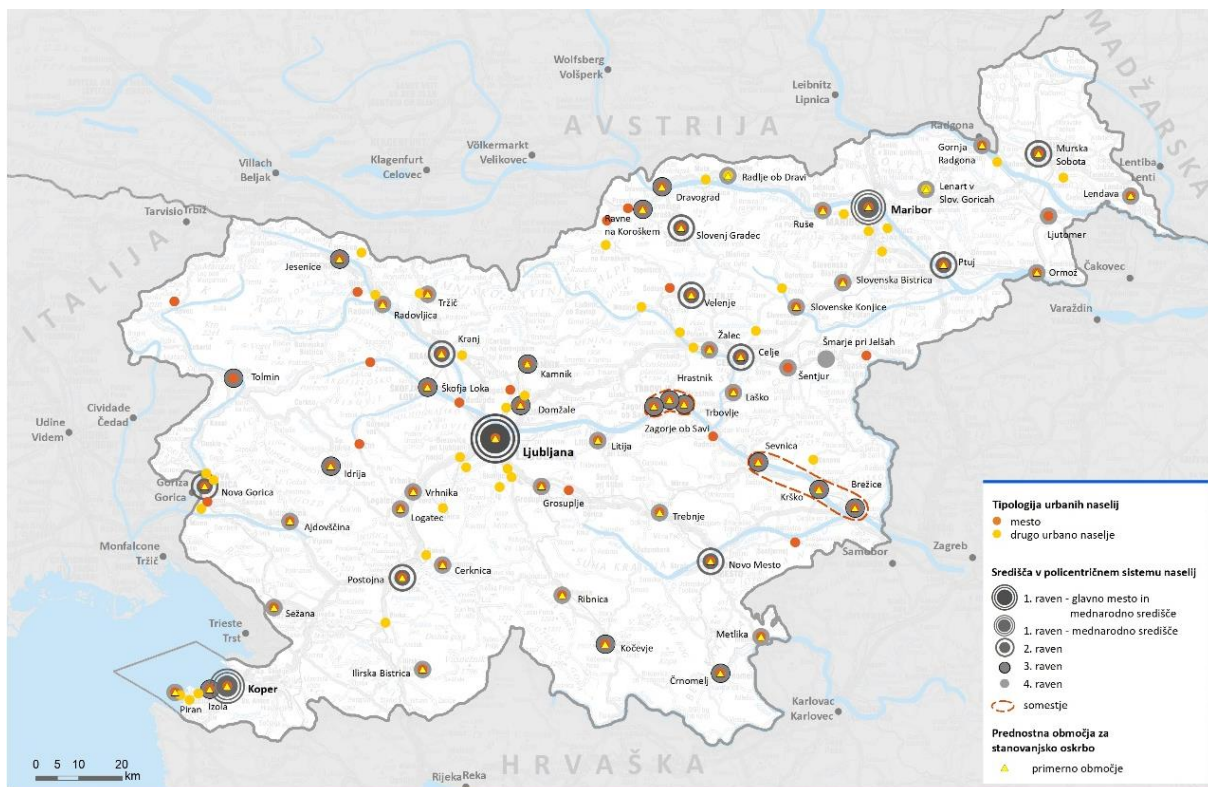 AVSTRIJA
MADŽARSKA
ITALIJA
HRVAŠKA
SUHA KRAJINA
Wolfsberg
Volšperk
Leibnitz
Lipnica
Völkermarkt
Velikovec
Klagenfurt
Celovec
Villach
Beljak
Tarvisio
Trbiž
Radgona
Gornja
Radgona
Murska
Sobota
Lentiba
Lenti
Lendava
Radlje ob Dravi
Dravograd
Ravne
na Koroškem
Slovenj Gradec
Ruše
Maribor
Lenart v
Slov. Goricah
Ljutomer
Čakovec
Ormož
Ptuj
Varaždin
Jesenice
Tržič
Radovljica
Velenje
Slovenska Bistrica
Slovenske Konjice
Kranj
Žalec
Celje
Šmarje pri Jelšah
Šentjur
Kamnik
Hrastnik
Tolmin
Škofja Loka
Domžale
Laško
Trbovlje
Zagorje ob Savi
Udine
Videm
Cividade
Čedad
Ljubljana
Litija
Sevnica
Idrija
Goriza
Gorica
Nova Gorica
Vrhnika
Logatec
Grosuplje
Krško
Brežice
Trebnje
Ajdovščina
Samobor
Zagreb
Monfalcone
Tržič
Postojna
Cerknica
Novo Mesto
Sežana
Ribnica
Trieste
Trst
Metlika
Kočevje
Ilirska Bistrica
Črnomelj
Koper
Izola
Piran
Karlovac
Karlovec
Rijeka
Reka
0 5 10 20
km
Tipologija urbanih naselij
mesto
drugo urbano naselje
Središča v policentričnem sistemu naselij
1. raven - glavno mesto in
mednarodno središče
1. raven - mednarodno središče
2. raven
3. raven
4. raven
somestje
Prednostna območja za
stanovanjsko oskrbo
primerno območje